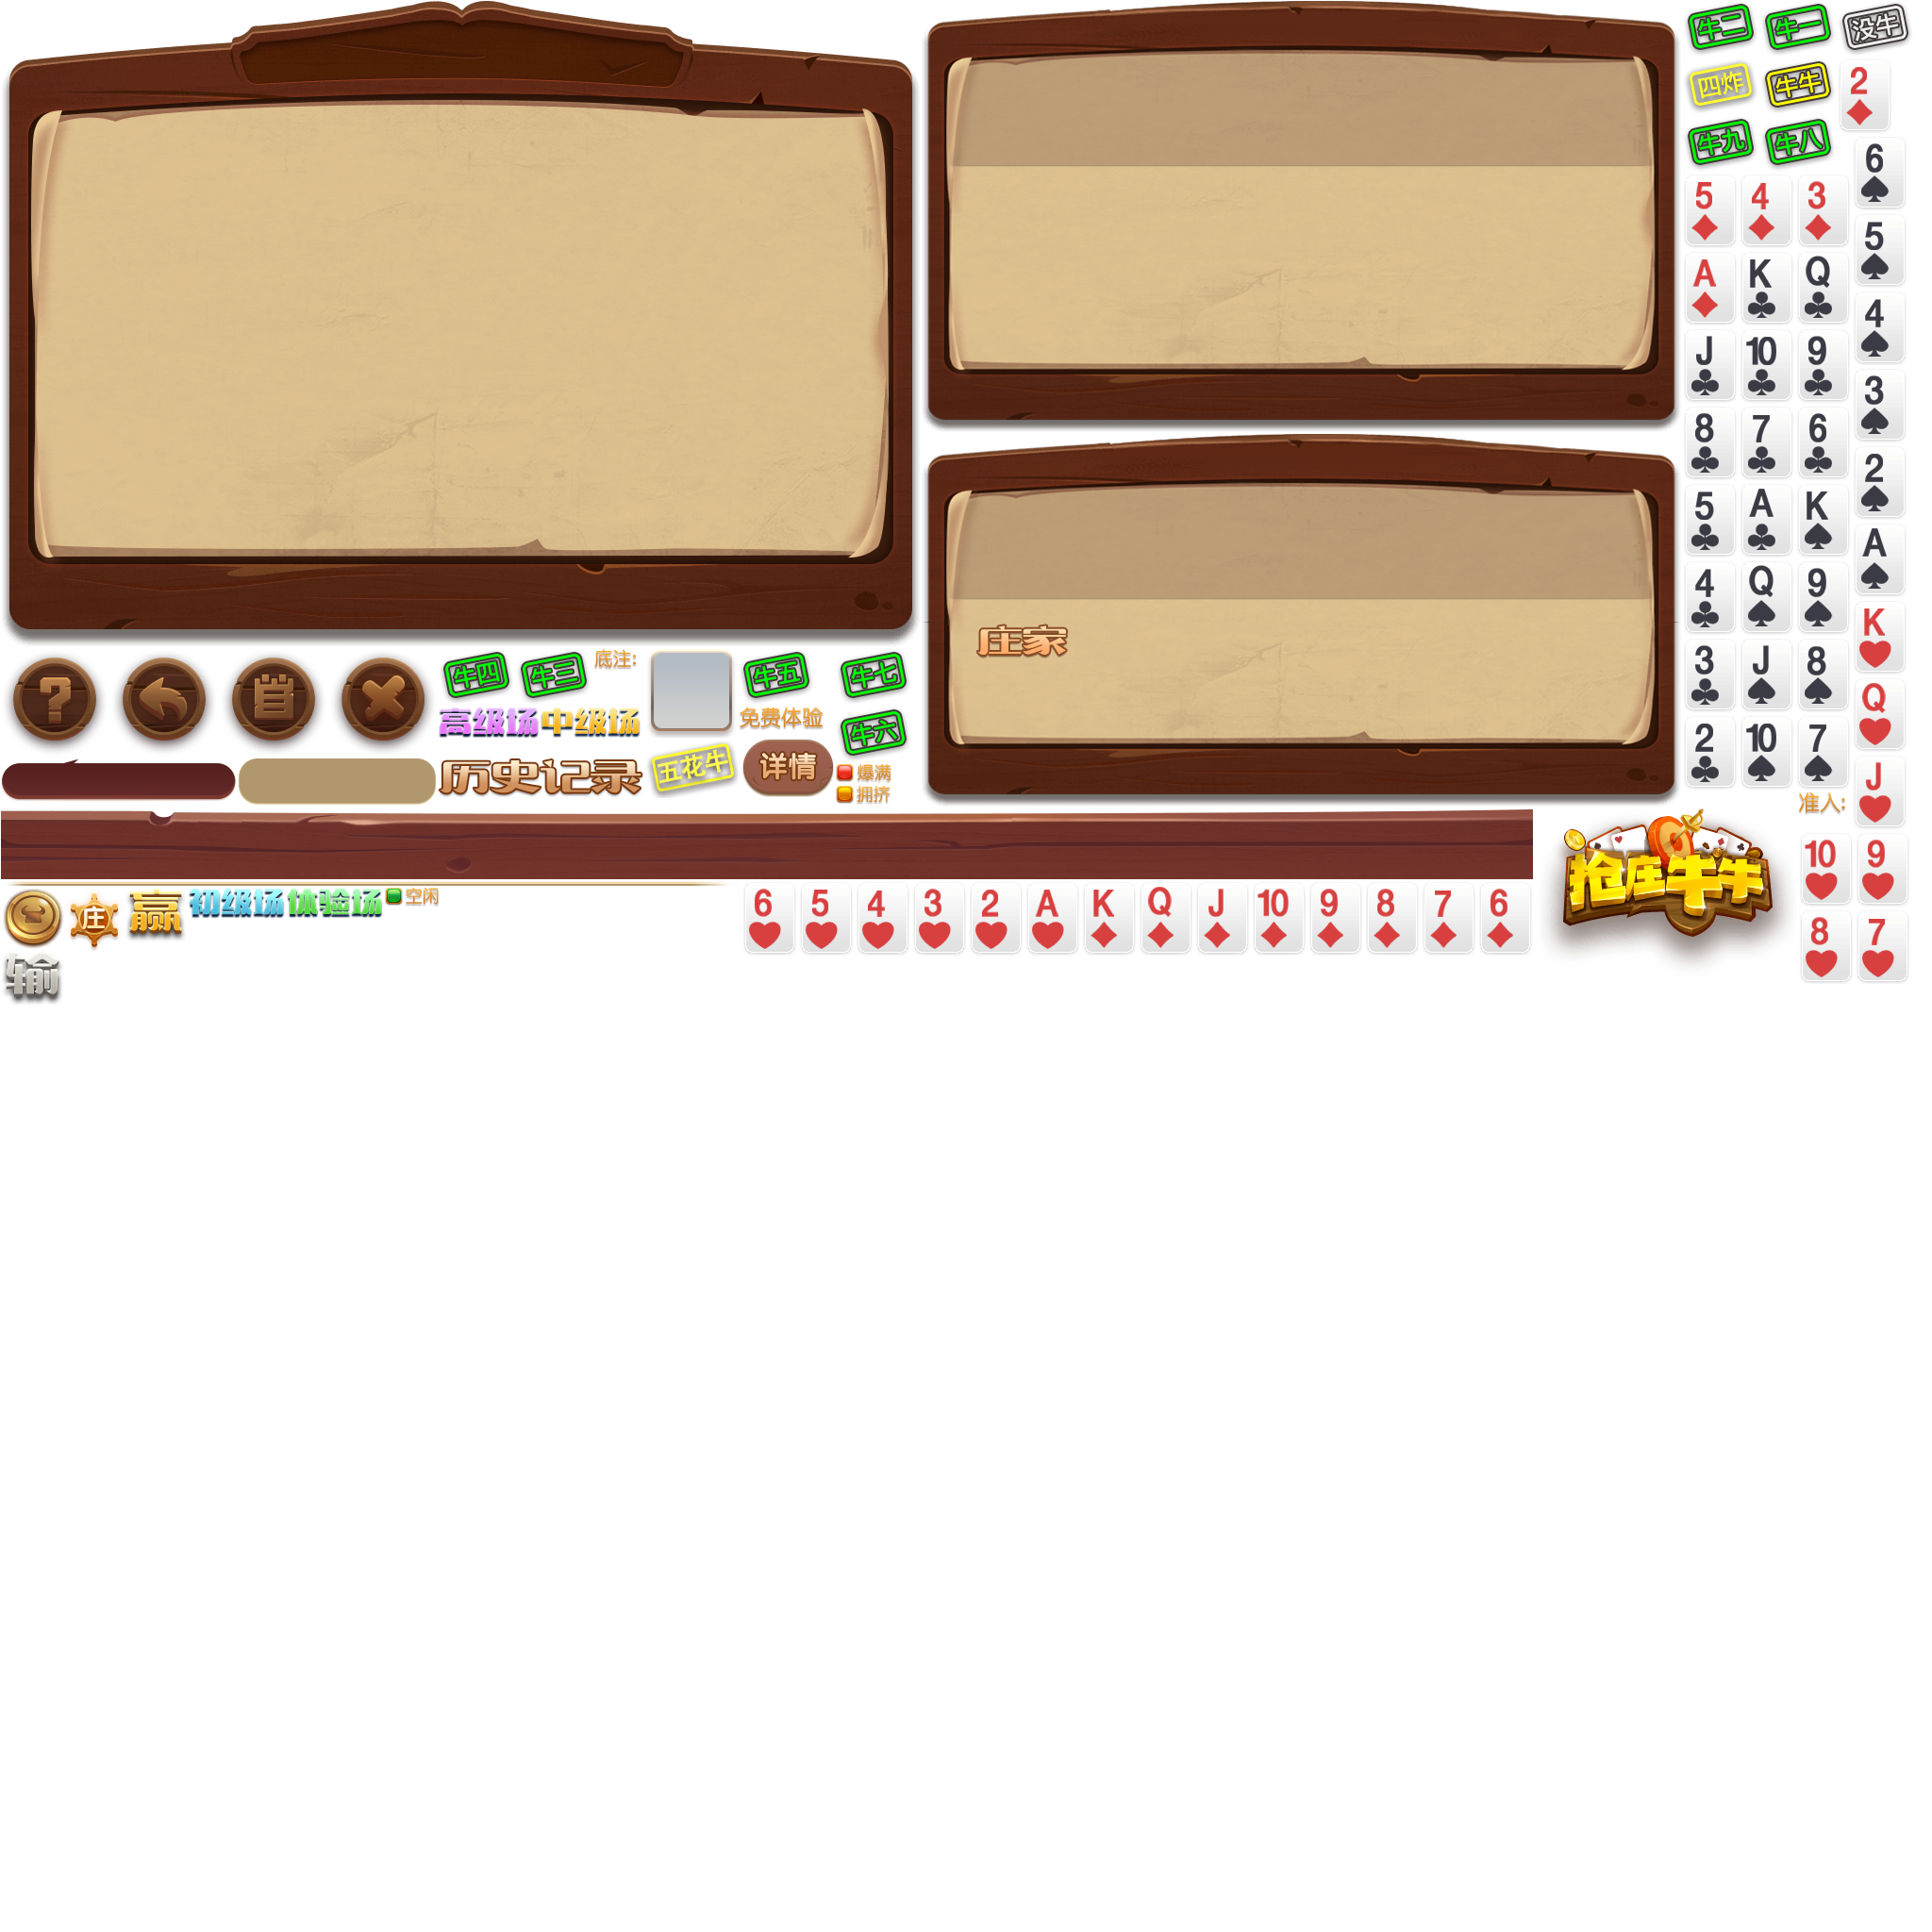 牛二 牛一 没牛
四炸 牛牛 2
牛九 牛八 6
5 4 3 5
A K Q 4
J 10 9 3
8 7 6 2
5 A K A
4 Q 9 K
3 J 8 Q
2 10 7 J
庄家
牛四 牛三 底注: 牛五 牛七
高级场 中级场 免费体验 牛六
历史记录 五花牛 详情 爆满
拥挤
准入:
抢庄牛牛 10 9
庄 赢 初级场 体验场 空闲 6 5 4 3 2 A K Q J 10 9 8 7 6 8 7
输